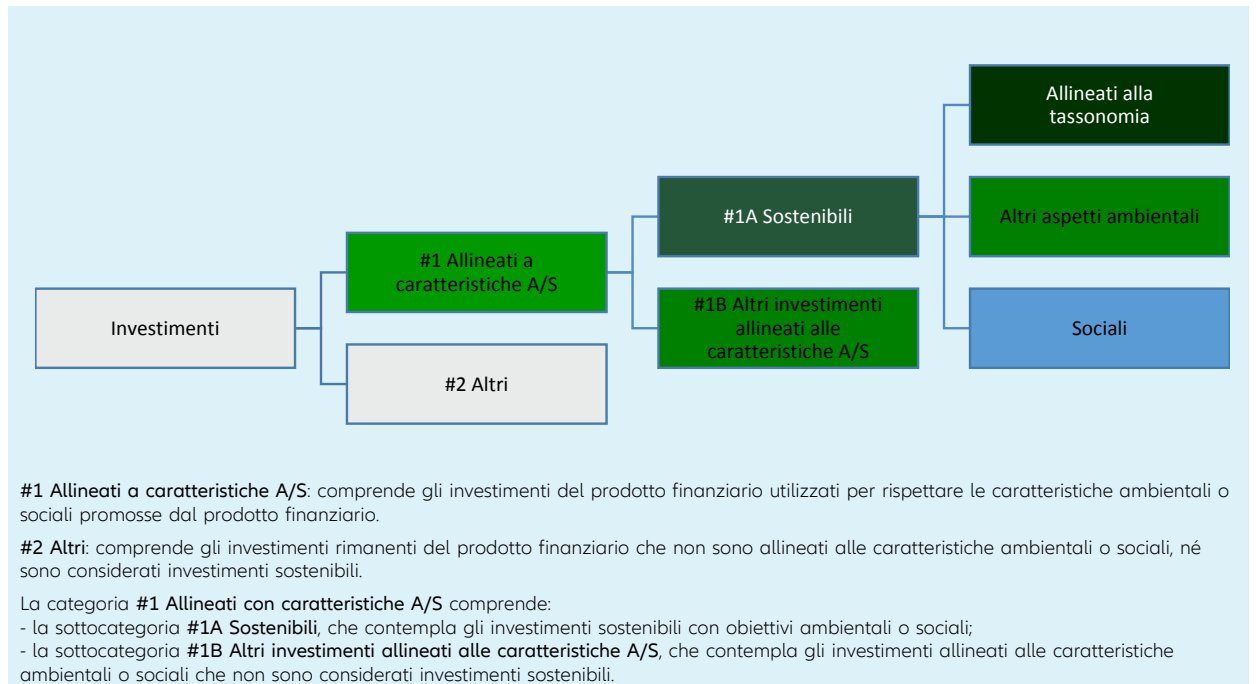 Allineati alla
tassonomia
#1A Sostenibili
Altri aspetti ambientali
#1 Allineati a
caratteristiche A/S
#1B Altri investimenti
allineati alle
caratteristiche A/S
Investimenti
Sociali
#2 Altri
#1 Allineati a caratteristiche A/S: comprende gli investimenti del prodotto finanziario utilizzati per rispettare le caratteristiche ambientali o
sociali promosse dal prodotto finanziario.
#2 Altri: comprende gli investimenti rimanenti del prodotto finanziario che non sono allineati alle caratteristiche ambientali o sociali, né
sono considerati investimenti sostenibili.
La categoria #1 Allineati con caratteristiche A/S comprende:
- la sottocategoria #1A Sostenibili, che contempla gli investimenti sostenibili con obiettivi ambientali o sociali;
- la sottocategoria #1B Altri investimenti allineati alle caratteristiche A/S, che contempla gli investimenti allineati alle caratteristiche
ambientali o sociali che non sono considerati investimenti sostenibili.